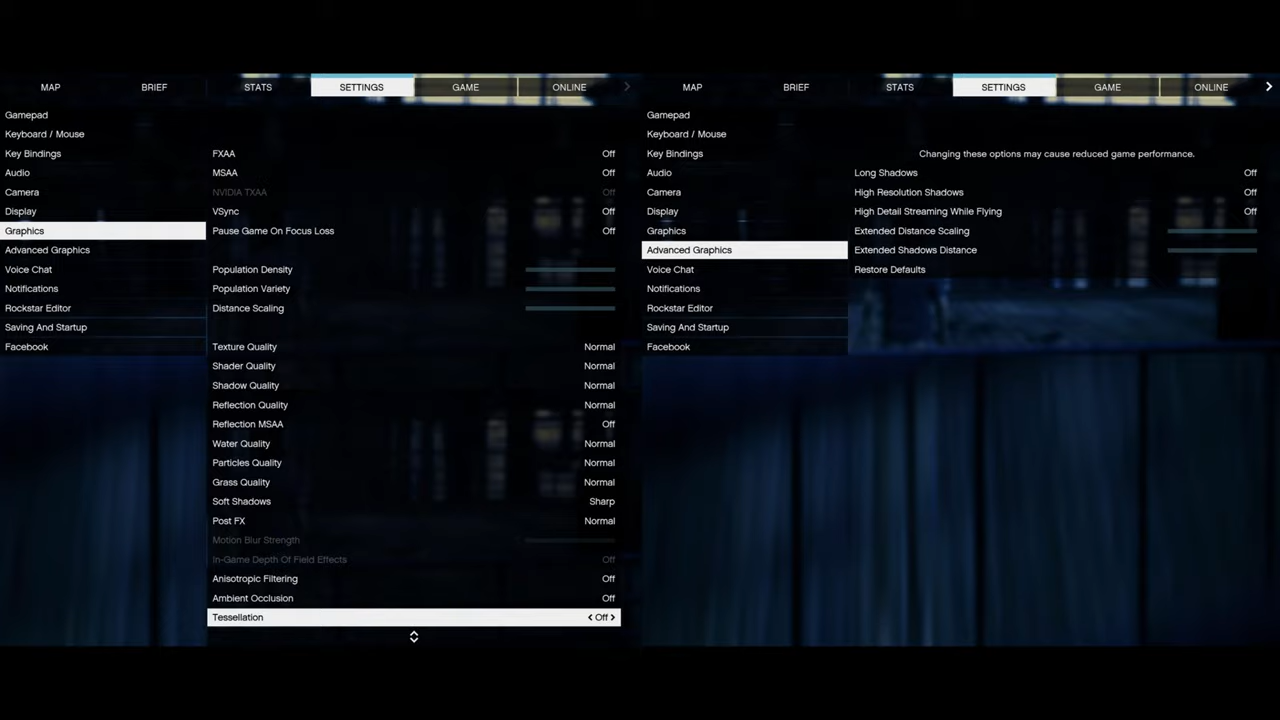 MAP BRIEF STATS SETTINGS GAME ONLINE
Gamepad
Keyboard / Mouse
Key Bindings
Audio
Camera
Display
Graphics
Advanced Graphics
Voice Chat
Notifications
Rockstar Editor
Saving And Startup
Facebook
FXAA Off
MSAA Off
NVIDIA TXAA Off
VSync Off
Pause Game On Focus Loss Off
Population Density
Population Variety
Distance Scaling
Texture Quality Normal
Shader Quality Normal
Shadow Quality Normal
Reflection Quality Normal
Reflection MSAA Off
Water Quality Normal
Particles Quality Normal
Grass Quality Normal
Soft Shadows Sharp
Post FX Normal
Motion Blur Strength
In-Game Depth Of Field Effects Off
Anisotropic Filtering Off
Ambient Occlusion Off
Tessellation Off
MAP BRIEF STATS SETTINGS GAME ONLINE
Gamepad
Keyboard / Mouse
Key Bindings
Audio
Camera
Display
Graphics
Advanced Graphics
Voice Chat
Notifications
Rockstar Editor
Saving And Startup
Facebook
Changing these options may cause reduced game performance.
Long Shadows Off
High Resolution Shadows Off
High Detail Streaming While Flying Off
Extended Distance Scaling
Extended Shadows Distance
Restore Defaults